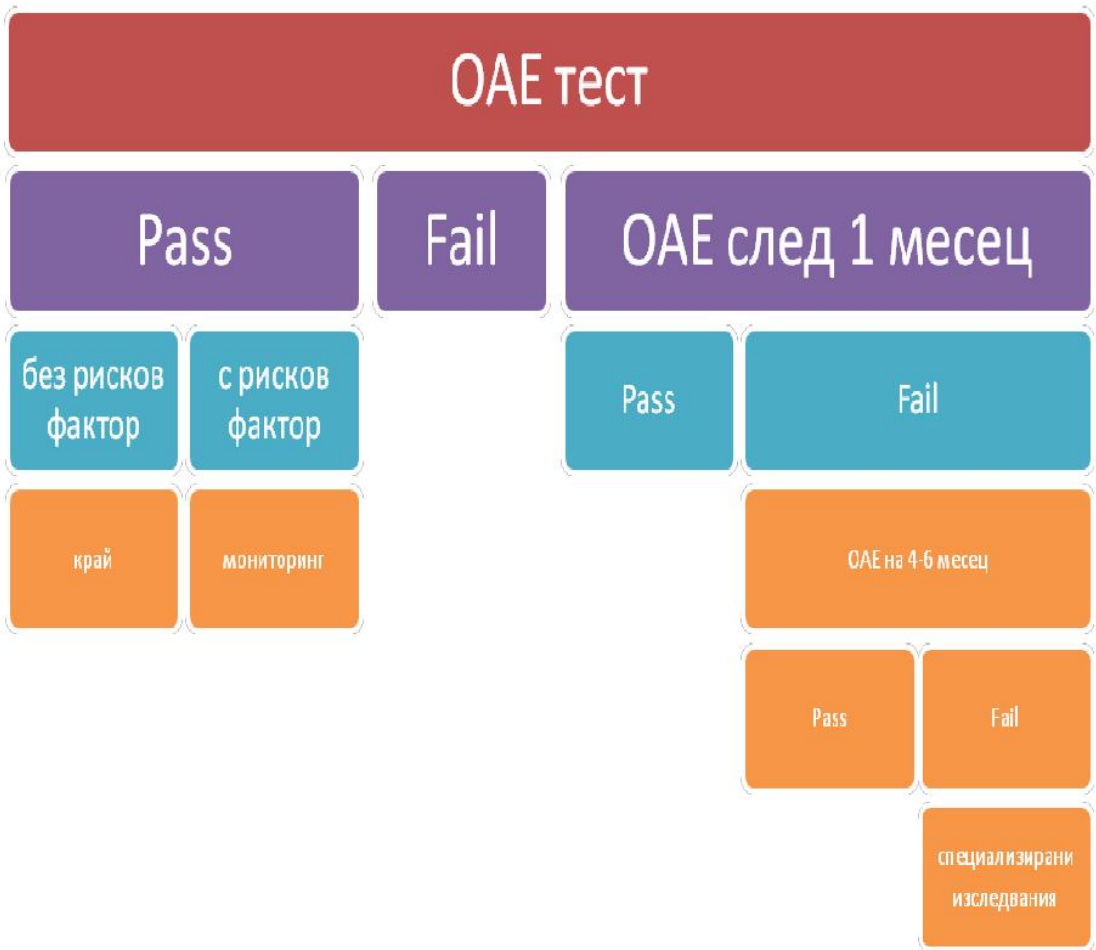 ОАЕ тест
Pass
Fail
ОАЕ след 1 месец
без рисков
фактор
с рисков
фактор
Pass
Fail
край
мониторинг
ОАЕ на 4-6 месец
Pass
Fail
специализирани
изследвания